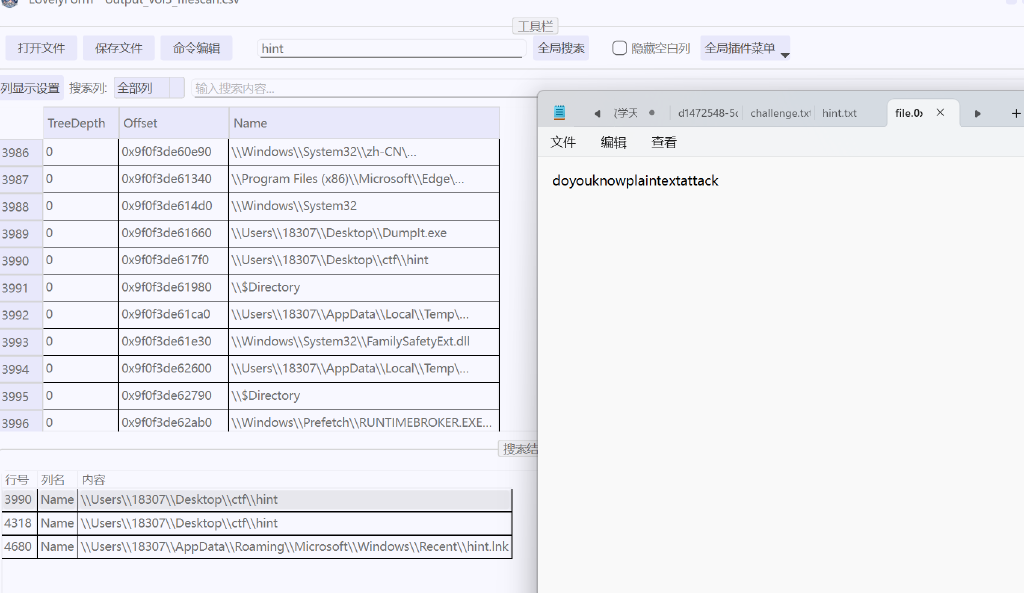 LovelyForm - output_vol3_filescan.csv
工具栏
打开文件 保存文件 命令编辑 hint 全局搜索 隐藏空白列 全局插件菜单
列显示设置 搜索列: 全部列 输入搜索内容...
TreeDepth Offset Name
3986 0 0x9f0f3de60e90 \\Windows\\System32\\zh-CN\...
3987 0 0x9f0f3de61340 \\Program Files (x86)\\Microsoft\\Edge\...
3988 0 0x9f0f3de614d0 \\Windows\\System32
3989 0 0x9f0f3de61660 \\Users\\18307\\Desktop\\DumpIt.exe
3990 0 0x9f0f3de617f0 \\Users\\18307\\Desktop\\ctf\\hint
3991 0 0x9f0f3de61980 \\$Directory
3992 0 0x9f0f3de61ca0 \\Users\\18307\\AppData\\Local\\Temp\...
3993 0 0x9f0f3de61e30 \\Windows\\System32\\FamilySafetyExt.dll
3994 0 0x9f0f3de62600 \\Users\\18307\\AppData\\Local\\Temp\...
3995 0 0x9f0f3de62790 \\$Directory
3996 0 0x9f0f3de62ab0 \\Windows\\Prefetch\\RUNTIMEBROKER.EXE...
搜索结
行号 列名 内容
3990 Name \\Users\\18307\\Desktop\\ctf\\hint
4318 Name \\Users\\18307\\Desktop\\ctf\\hint
4680 Name \\Users\\18307\\AppData\\Roaming\\Microsoft\\Windows\\Recent\\hint.lnk
学天 d1472548-5c challenge.tx hint.txt file.0x
文件 编辑 查看
doyouknowplaintextattack